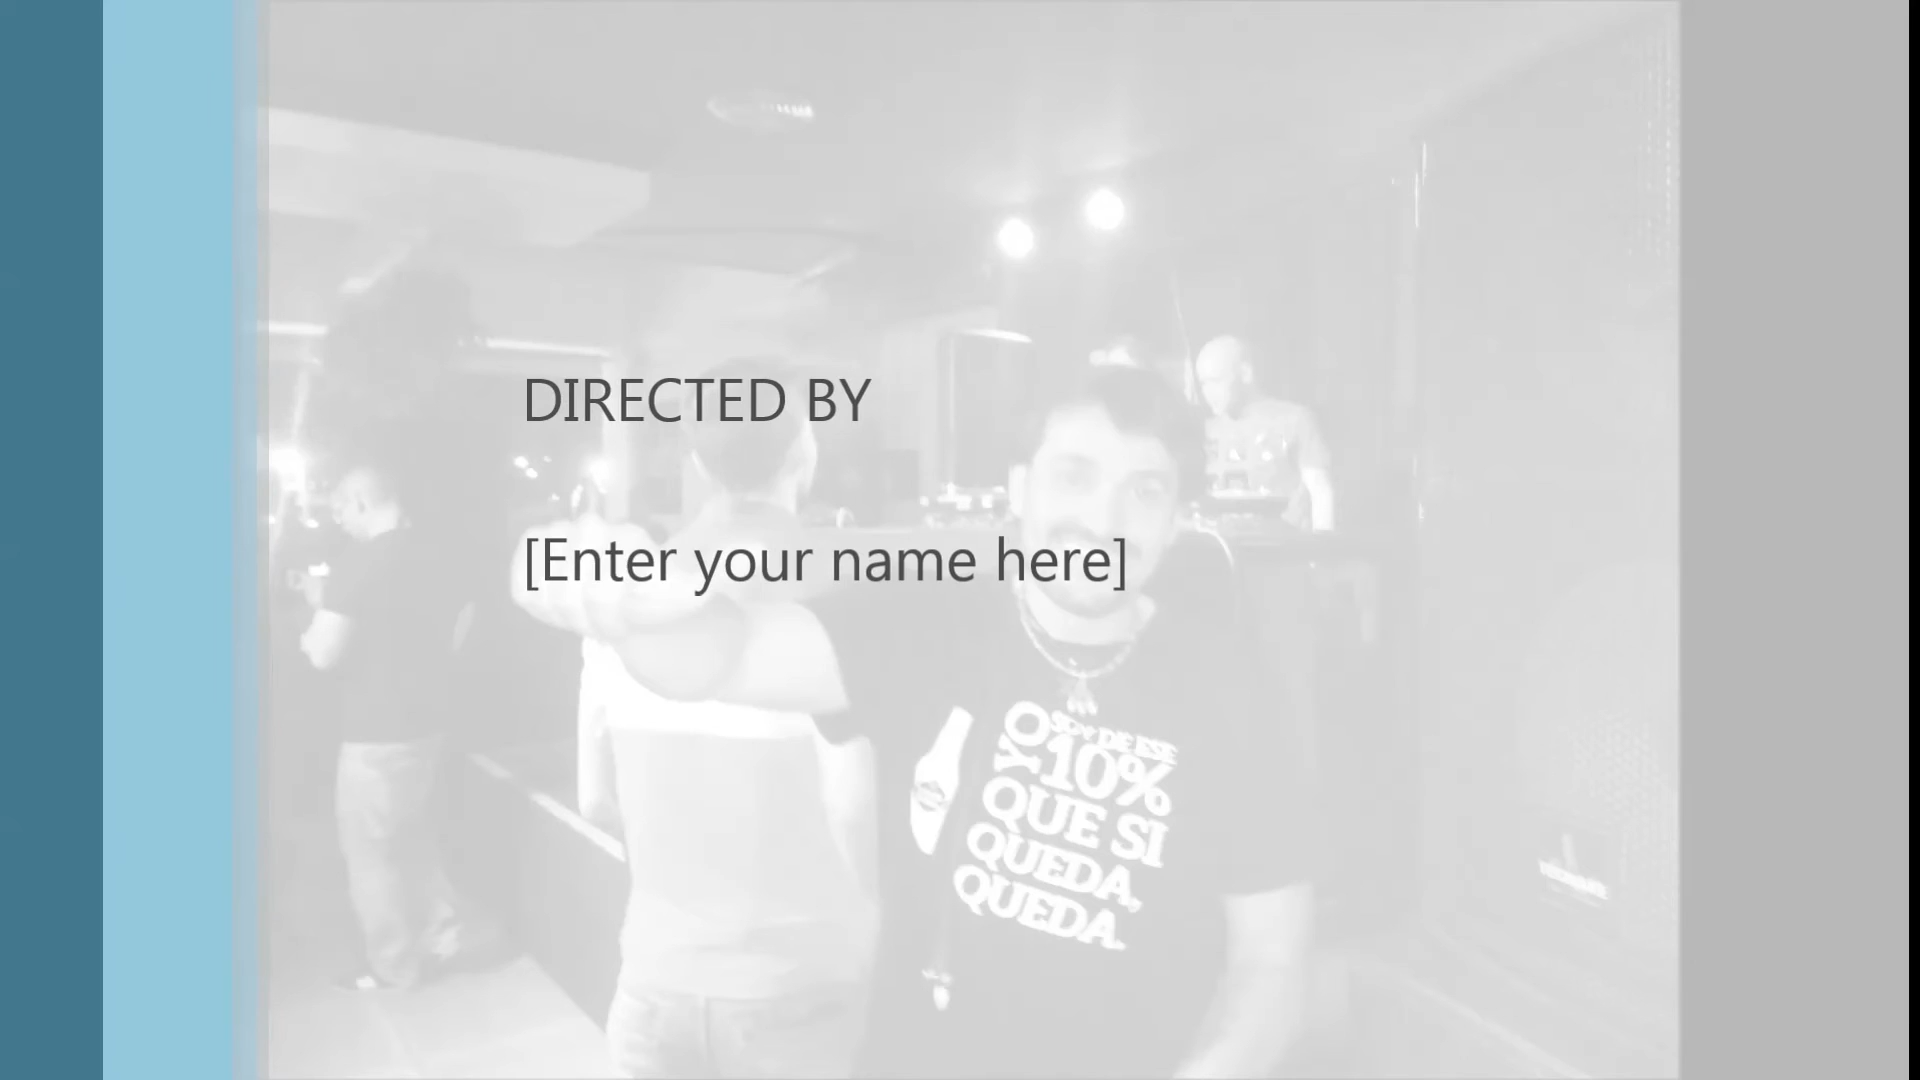 DIRECTED BY
[Enter your name here]
YO SOY DE ESE
10%
QUE SI
QUEDA,
QUEDA.